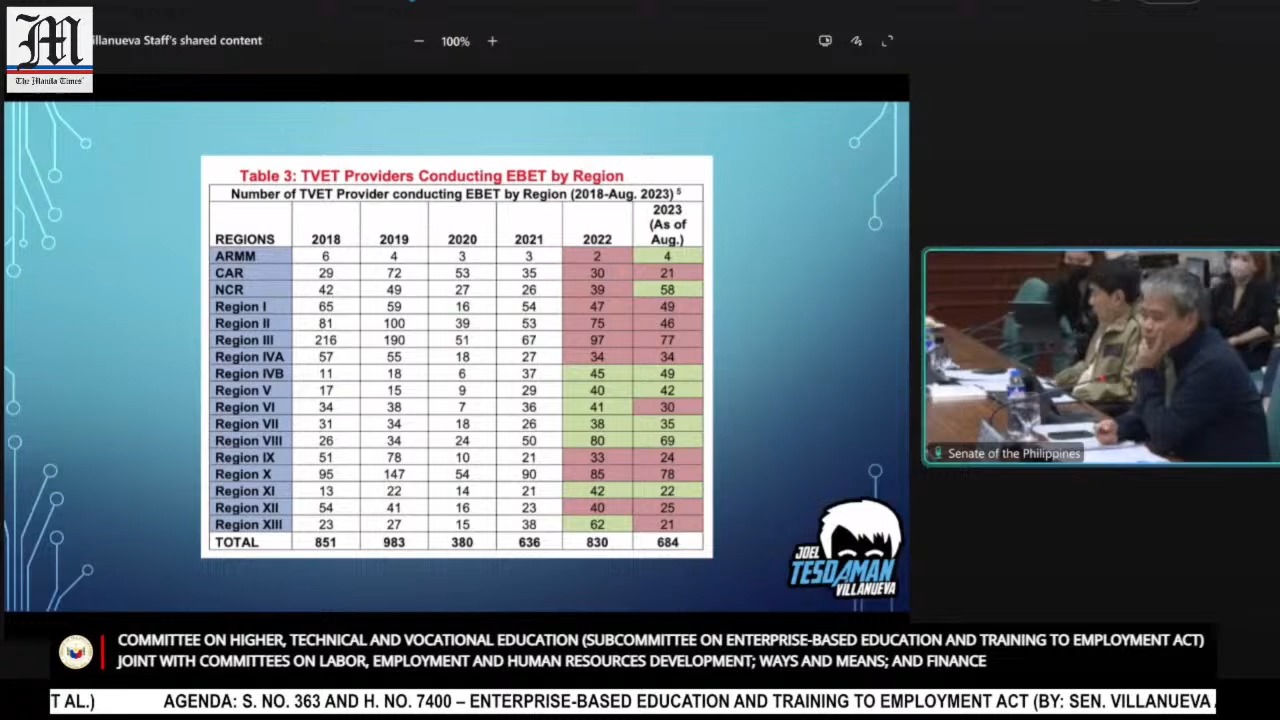 M
The Manila Times
illanueva Staff's shared content
100%
Table 3: TVET Providers Conducting EBET by Region
Number of TVET Provider conducting EBET by Region (2018-Aug. 2023) 5
REGIONS 2018 2019 2020 2021 2022 2023 (As of Aug.)
ARMM 6 4 3 3 2 4
CAR 29 72 53 35 30 21
NCR 42 49 27 26 39 58
Region I 65 59 16 54 47 49
Region II 81 100 39 53 75 46
Region III 216 190 51 67 97 77
Region IVA 57 55 18 27 34 34
Region IVB 11 18 6 37 45 49
Region V 17 15 9 29 40 42
Region VI 34 38 7 36 41 30
Region VII 31 34 18 26 38 35
Region VIII 26 34 24 50 80 69
Region IX 51 78 10 21 33 24
Region X 95 147 54 90 85 78
Region XI 13 22 14 21 42 22
Region XII 54 41 16 23 40 25
Region XIII 23 27 15 38 62 21
TOTAL 851 983 380 636 830 684
JOEL
TESDAMAN
VILLANUEVA
Senate of the Philippines
COMMITTEE ON HIGHER, TECHNICAL AND VOCATIONAL EDUCATION (SUBCOMMITTEE ON ENTERPRISE-BASED EDUCATION AND TRAINING TO EMPLOYMENT ACT)
JOINT WITH COMMITTEES ON LABOR, EMPLOYMENT AND HUMAN RESOURCES DEVELOPMENT; WAYS AND MEANS; AND FINANCE
T AL.) AGENDA: S. NO. 363 AND H. NO. 7400 – ENTERPRISE-BASED EDUCATION AND TRAINING TO EMPLOYMENT ACT (BY: SEN. VILLANUEVA